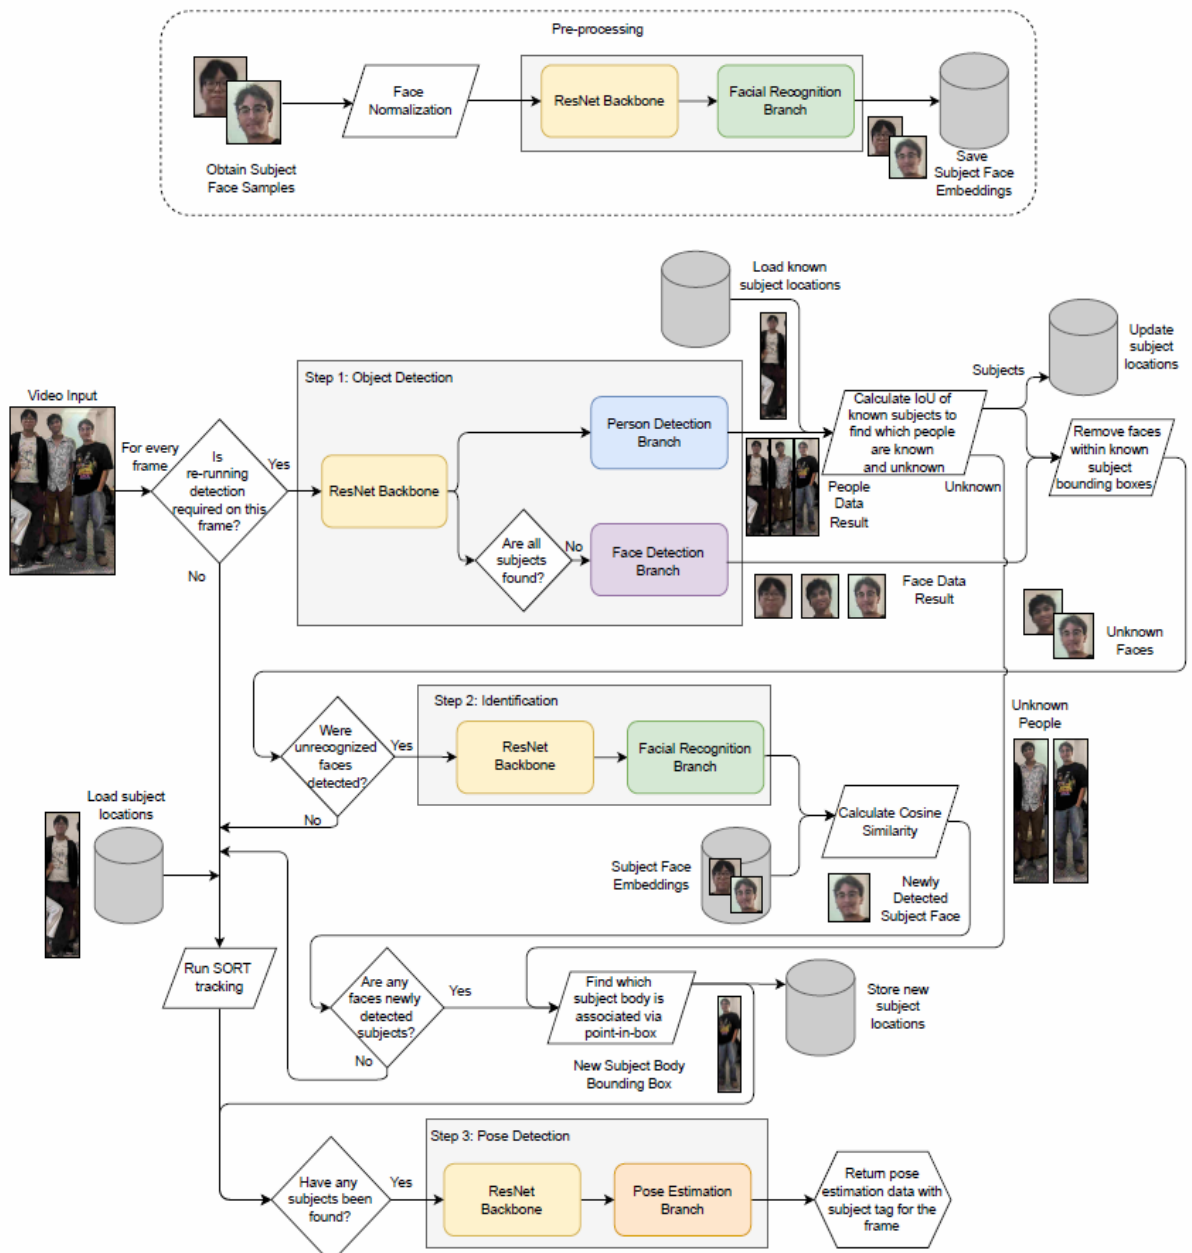 Pre-processing
Face
Normalization
ResNet Backbone
Facial Recognition
Branch
Obtain Subject
Face Samples
Save
Subject Face
Embeddings
Load known
subject locations
Update
subject
locations
Subjects
Step 1: Object Detection
Video Input
For every
frame
Is
re-running
detection
required on this
frame?
Yes
No
ResNet Backbone
Person Detection
Branch
Are all
subjects
found?
No
Face Detection
Branch
Calculate IoU of
known subjects to
find which people
are known
and unknown
People
Data
Result
Unknown
Remove faces
within known
subject
bounding boxes
Face Data
Result
Unknown
Faces
Step 2: Identification
Were
unrecognized
faces
detected?
Yes
No
ResNet
Backbone
Facial Recognition
Branch
Unknown
People
Load subject
locations
Calculate Cosine
Similarity
Subject Face
Embeddings
Newly
Detected
Subject Face
Run SORT
tracking
Are any
faces newly
detected
subjects?
Yes
No
Find which
subject body is
associated via
point-in-box
Store new
subject
locations
New Subject Body
Bounding Box
Step 3: Pose Detection
Have any
subjects been
found?
Yes
ResNet
Backbone
Pose Estimation
Branch
Return pose
estimation data with
subject tag for the
frame